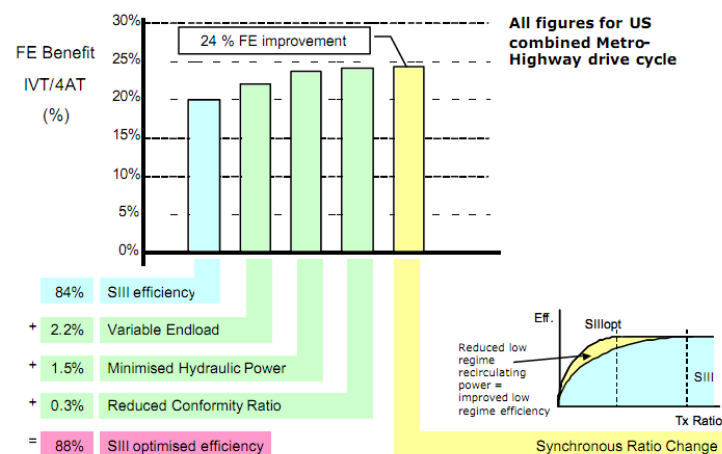 FE Benefit
IVT/4AT
(%)
30%
25%
20%
15%
10%
5%
0%
24 % FE improvement
All figures for US
combined Metro-
Highway drive cycle
84% SIII efficiency
+ 2.2% Variable Endload
+ 1.5% Minimised Hydraulic Power
+ 0.3% Reduced Conformity Ratio
= 88% SIII optimised efficiency
Eff.
SIIIopt
Reduced low
regime
recirculating
power =
improved low
regime efficiency
SIII
Tx Ratio
Synchronous Ratio Change